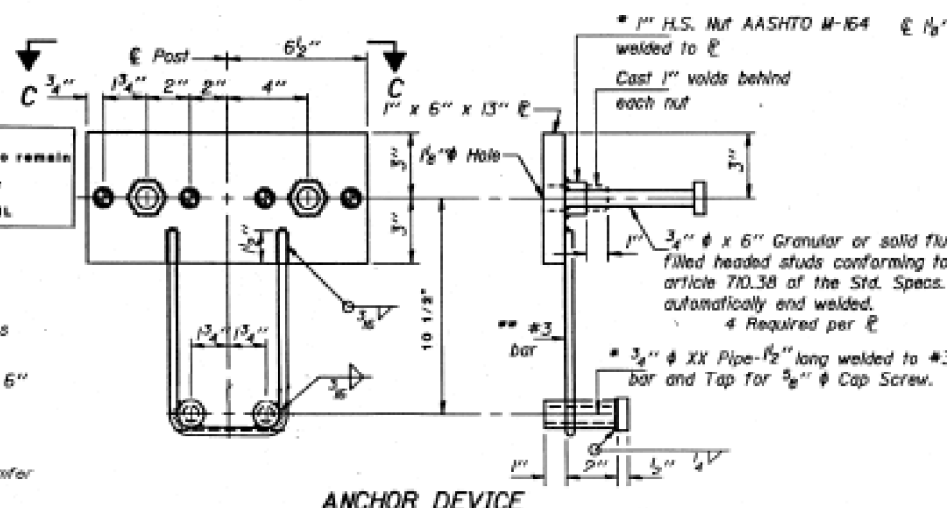 * 1" H.S. Nut AASHTO M-164
welded to ℞
℄ 1⅛"
6½"
℄ Post
C
C
¾"
1¾"
2"
2"
4"
Cast 1" voids behind
each nut
1" x 6" x 13" ℞
remain
1⅛" ϕ Hole
3"
3"
3"
1½"
1"
¾" ϕ x 6" Granular or solid
filled headed studs conforming to
article 710.38 of the Std. Specs.
automatically end welded.
4 Required per ℞
3/16
10 1/2"
** #3
bar
1¾"
1¾"
6"
3/16
* ¾" ϕ XX Pipe-1½" long welded to #3
bar and Tap for ⅝" ϕ Cap Screw.
1"
2"
½"
¼
ANCHOR DEVICE